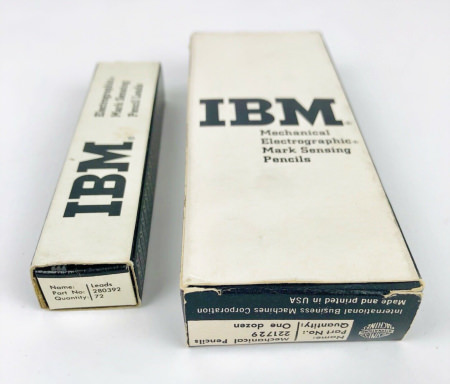 IBM®
Electrographic®
Mark Sensing
Pencil Leads
Name: Leads
Part No: 280392
Quantity: 72
IBM®
Mechanical
Electrographic®
Mark Sensing
Pencils
Name: Mechanical Pencils
Part No.: 221729
Quantity: One dozen
International Business Machines Corporation
Made and printed in USA